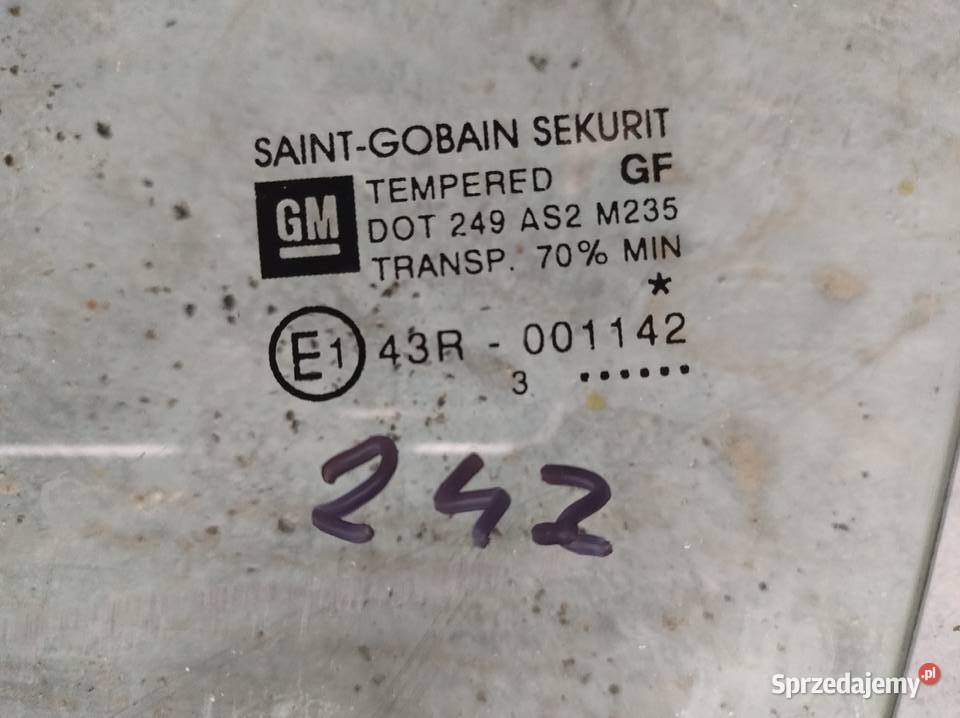 SAINT-GOBAIN SEKURIT
GM TEMPERED GF
DOT 249 AS2 M235
TRANSP. 70% MIN
*
E1 43R - 001142
3 ......
242
Sprzedajemy.pl